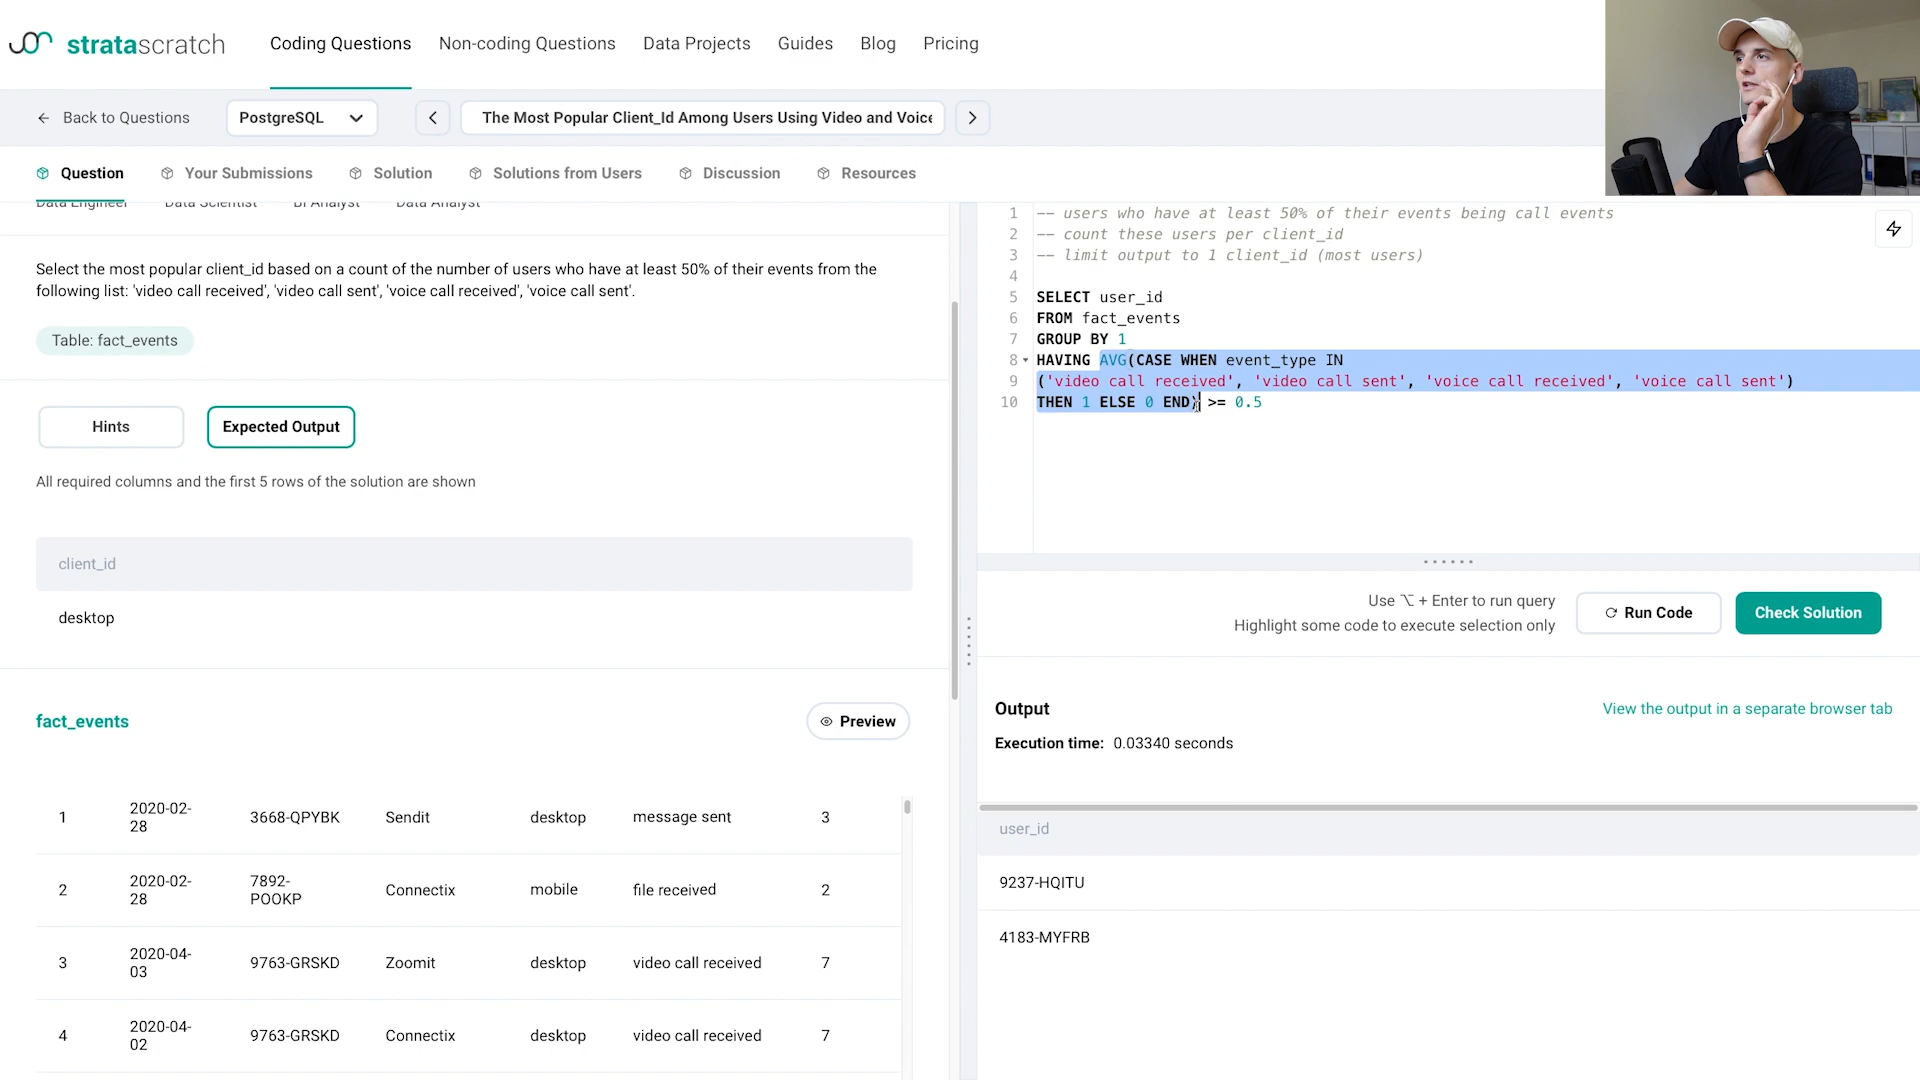 stratascratch
Coding Questions
Non-coding Questions
Data Projects
Guides
Blog
Pricing
Back to Questions
PostgreSQL
The Most Popular Client_Id Among Users Using Video and Voice
Question
Your Submissions
Solution
Solutions from Users
Discussion
Resources
Data Engineer
Data Scientist
BI Analyst
Data Analyst
Select the most popular client_id based on a count of the number of users who have at least 50% of their events from the
following list: 'video call received', 'video call sent', 'voice call received', 'voice call sent'.
Table: fact_events
Hints
Expected Output
All required columns and the first 5 rows of the solution are shown
client_id
desktop
fact_events
Preview
1 2020-02-28 3668-QPYBK Sendit desktop message sent 3
2 2020-02-28 7892-POOKP Connectix mobile file received 2
3 2020-04-03 9763-GRSKD Zoomit desktop video call received 7
4 2020-04-02 9763-GRSKD Connectix desktop video call received 7
1 -- users who have at least 50% of their events being call events
2 -- count these users per client_id
3 -- limit output to 1 client_id (most users)
4
5 SELECT user_id
6 FROM fact_events
7 GROUP BY 1
8 HAVING AVG(CASE WHEN event_type IN
9 ('video call received', 'video call sent', 'voice call received', 'voice call sent')
10 THEN 1 ELSE 0 END) >= 0.5
Use ⌥ + Enter to run query
Highlight some code to execute selection only
Run Code
Check Solution
Output
View the output in a separate browser tab
Execution time: 0.03340 seconds
user_id
9237-HQITU
4183-MYFRB